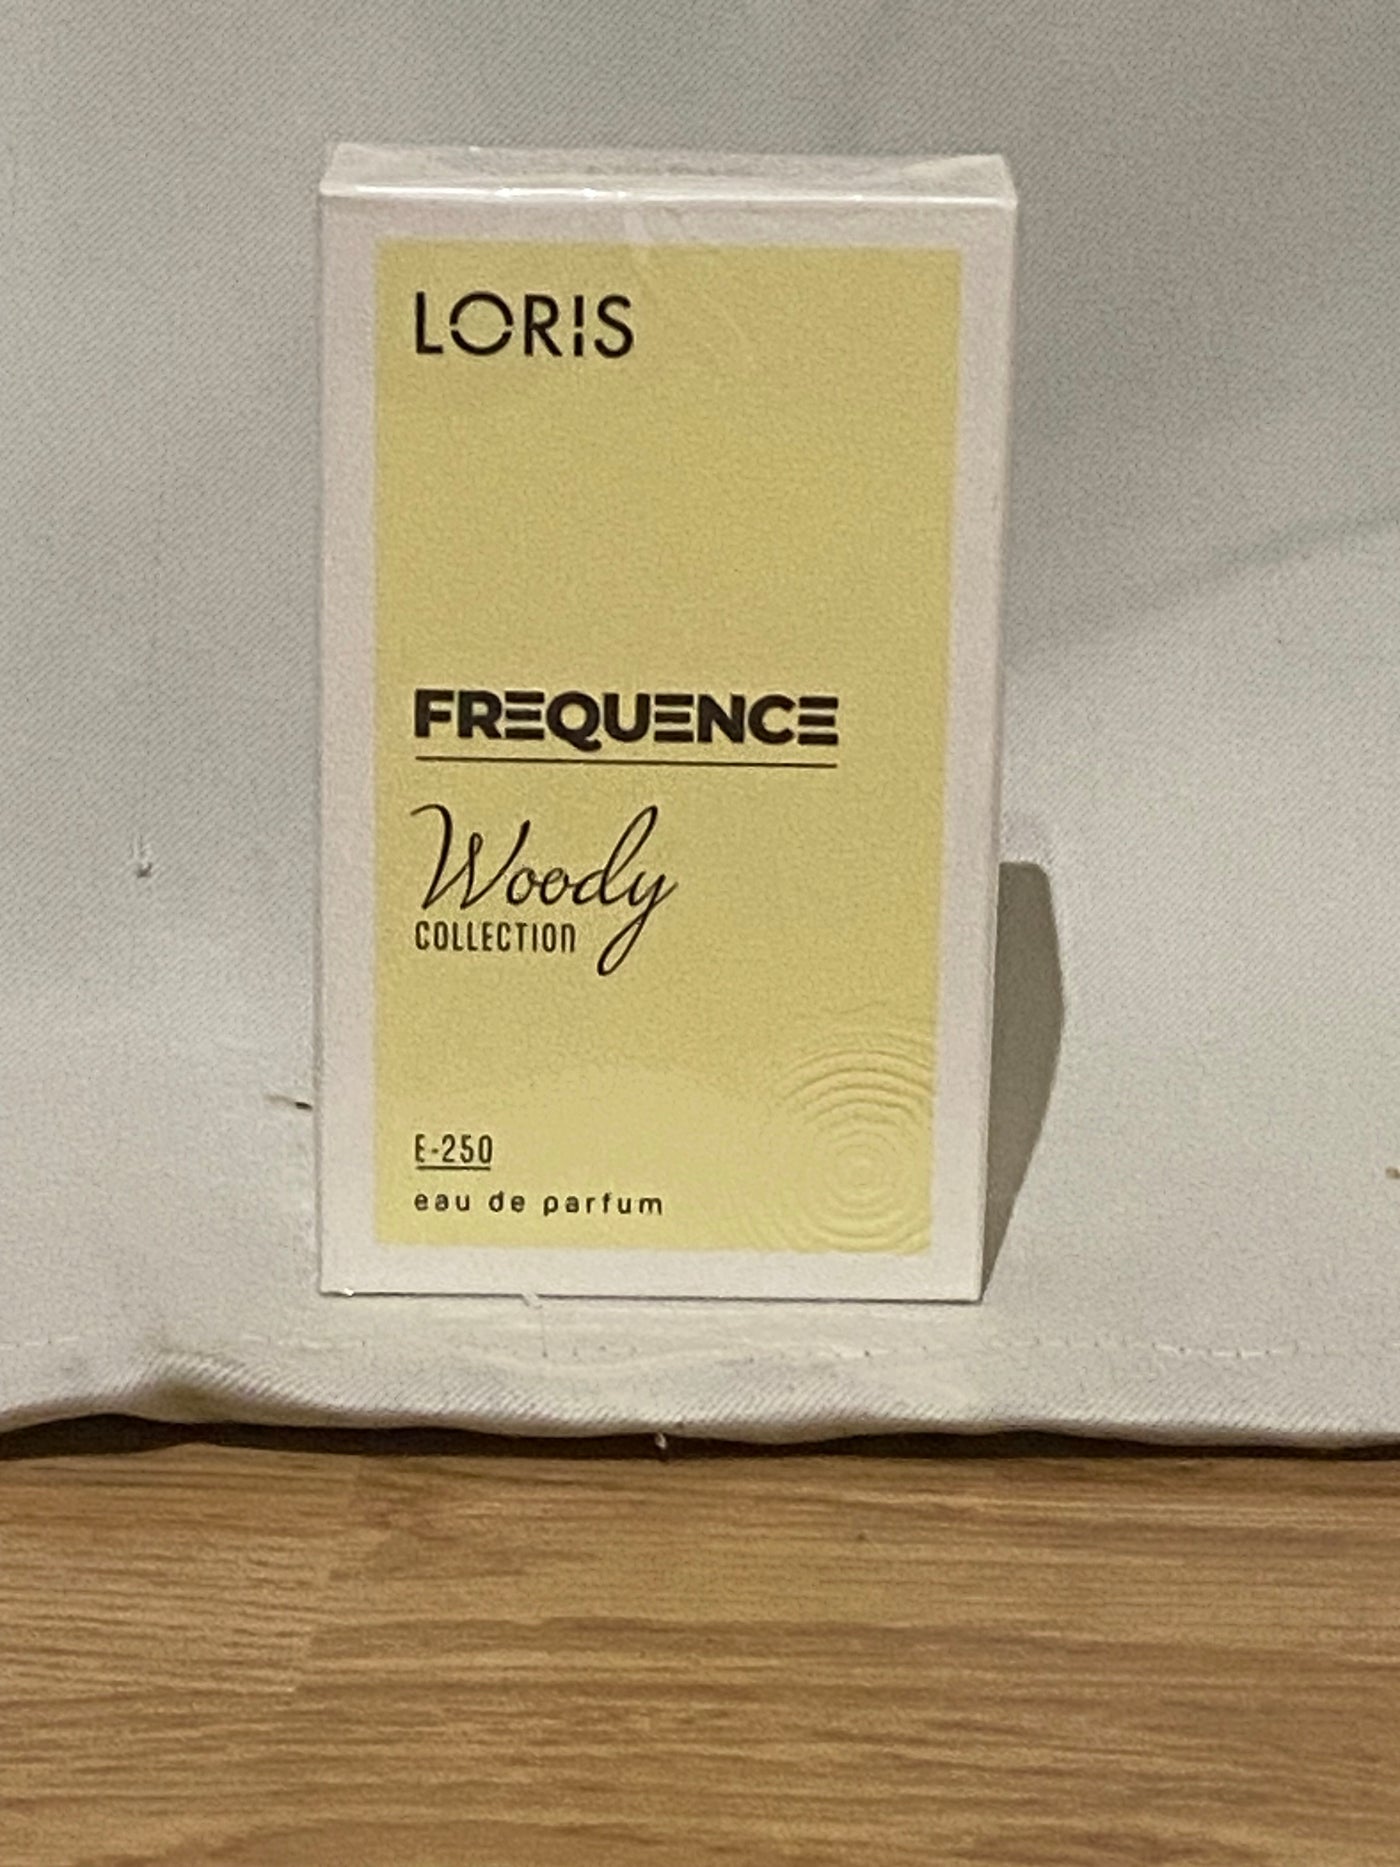 LORIS
FREQUENCE
Woody
COLLECTION
E-250
eau de parfum